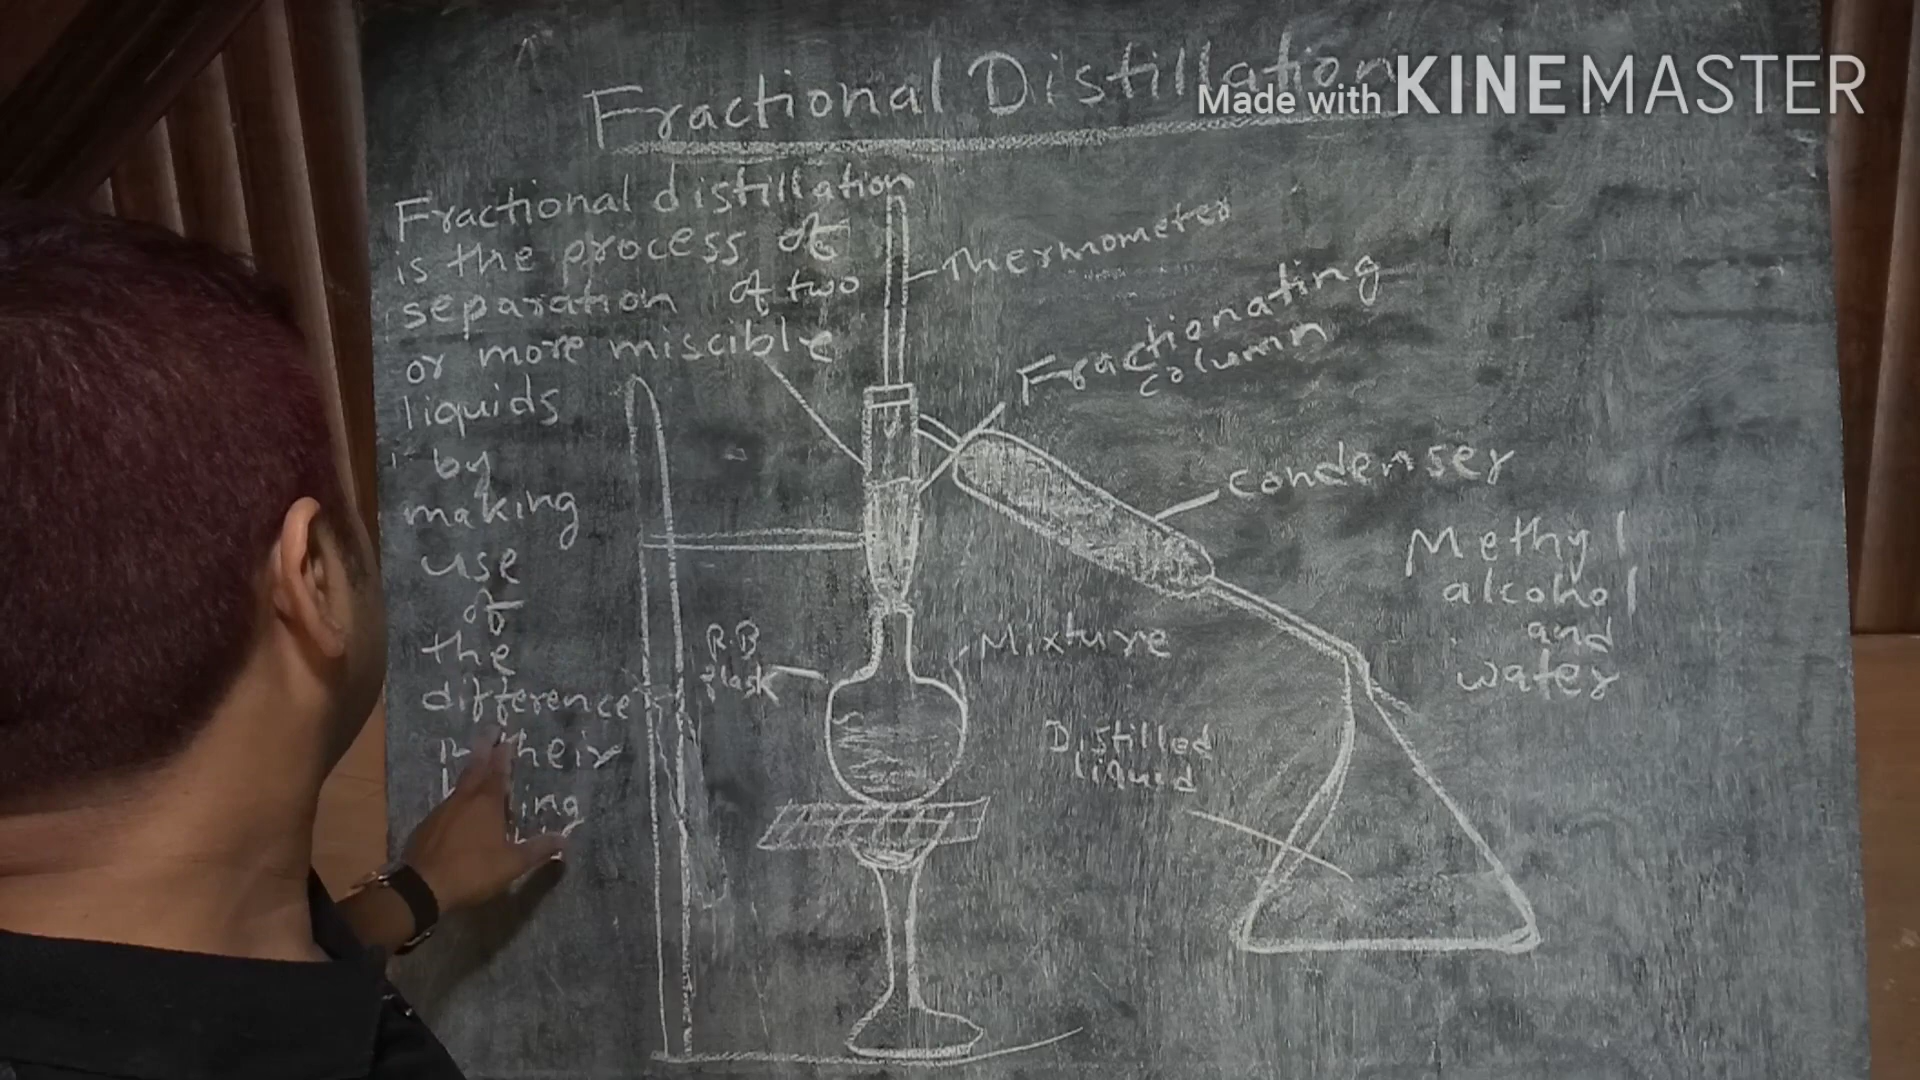 Fractional Distillation
Made with KINEMASTER
Fractional distillation
is the process of
separation of two
or more miscible
liquids
by
making
use
of
the
difference
in their
Thermometer
Fractionating
column
condenser
Methyl
alcohol
and
water
R.B
flask
Mixture
Distilled
liquid